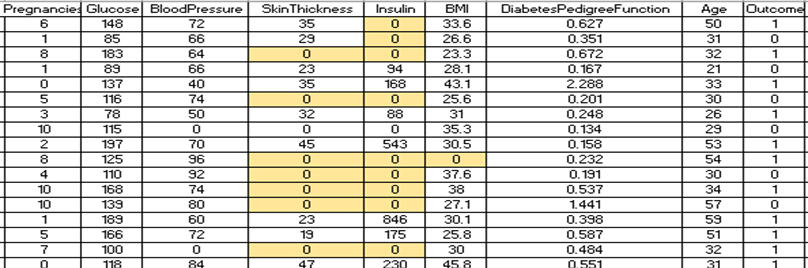 Pregnancies Glucose BloodPressure SkinThickness Insulin BMI DiabetesPedigreeFunction Age Outcome
6 148 72 35 0 33.6 0.627 50 1
1 85 66 29 0 26.6 0.351 31 0
8 183 64 0 0 23.3 0.672 32 1
1 89 66 23 94 28.1 0.167 21 0
0 137 40 35 168 43.1 2.288 33 1
5 116 74 0 0 25.6 0.201 30 0
3 78 50 32 88 31 0.248 26 1
10 115 0 0 0 35.3 0.134 29 0
2 197 70 45 543 30.5 0.158 53 1
8 125 96 0 0 0 0.232 54 1
4 110 92 0 0 37.6 0.191 30 0
10 168 74 0 0 38 0.537 34 1
10 139 80 0 0 27.1 1.441 57 0
1 189 60 23 846 30.1 0.398 59 1
5 166 72 19 175 25.8 0.587 51 1
7 100 0 0 0 30 0.484 32 1
0 118 84 47 230 45.8 0.551 31 1